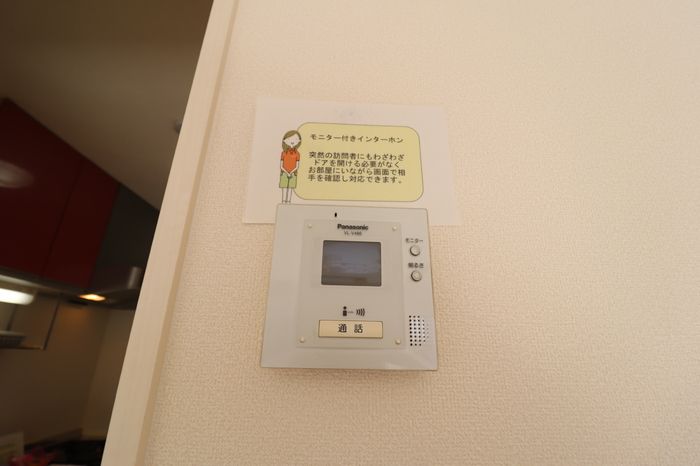 モニター付きインターホン
突然の訪問者にもわざわざ
ドアを開ける必要がなく
お部屋にいながら画面で相
手を確認し対応できます。
Panasonic
モニター
明るさ
通話